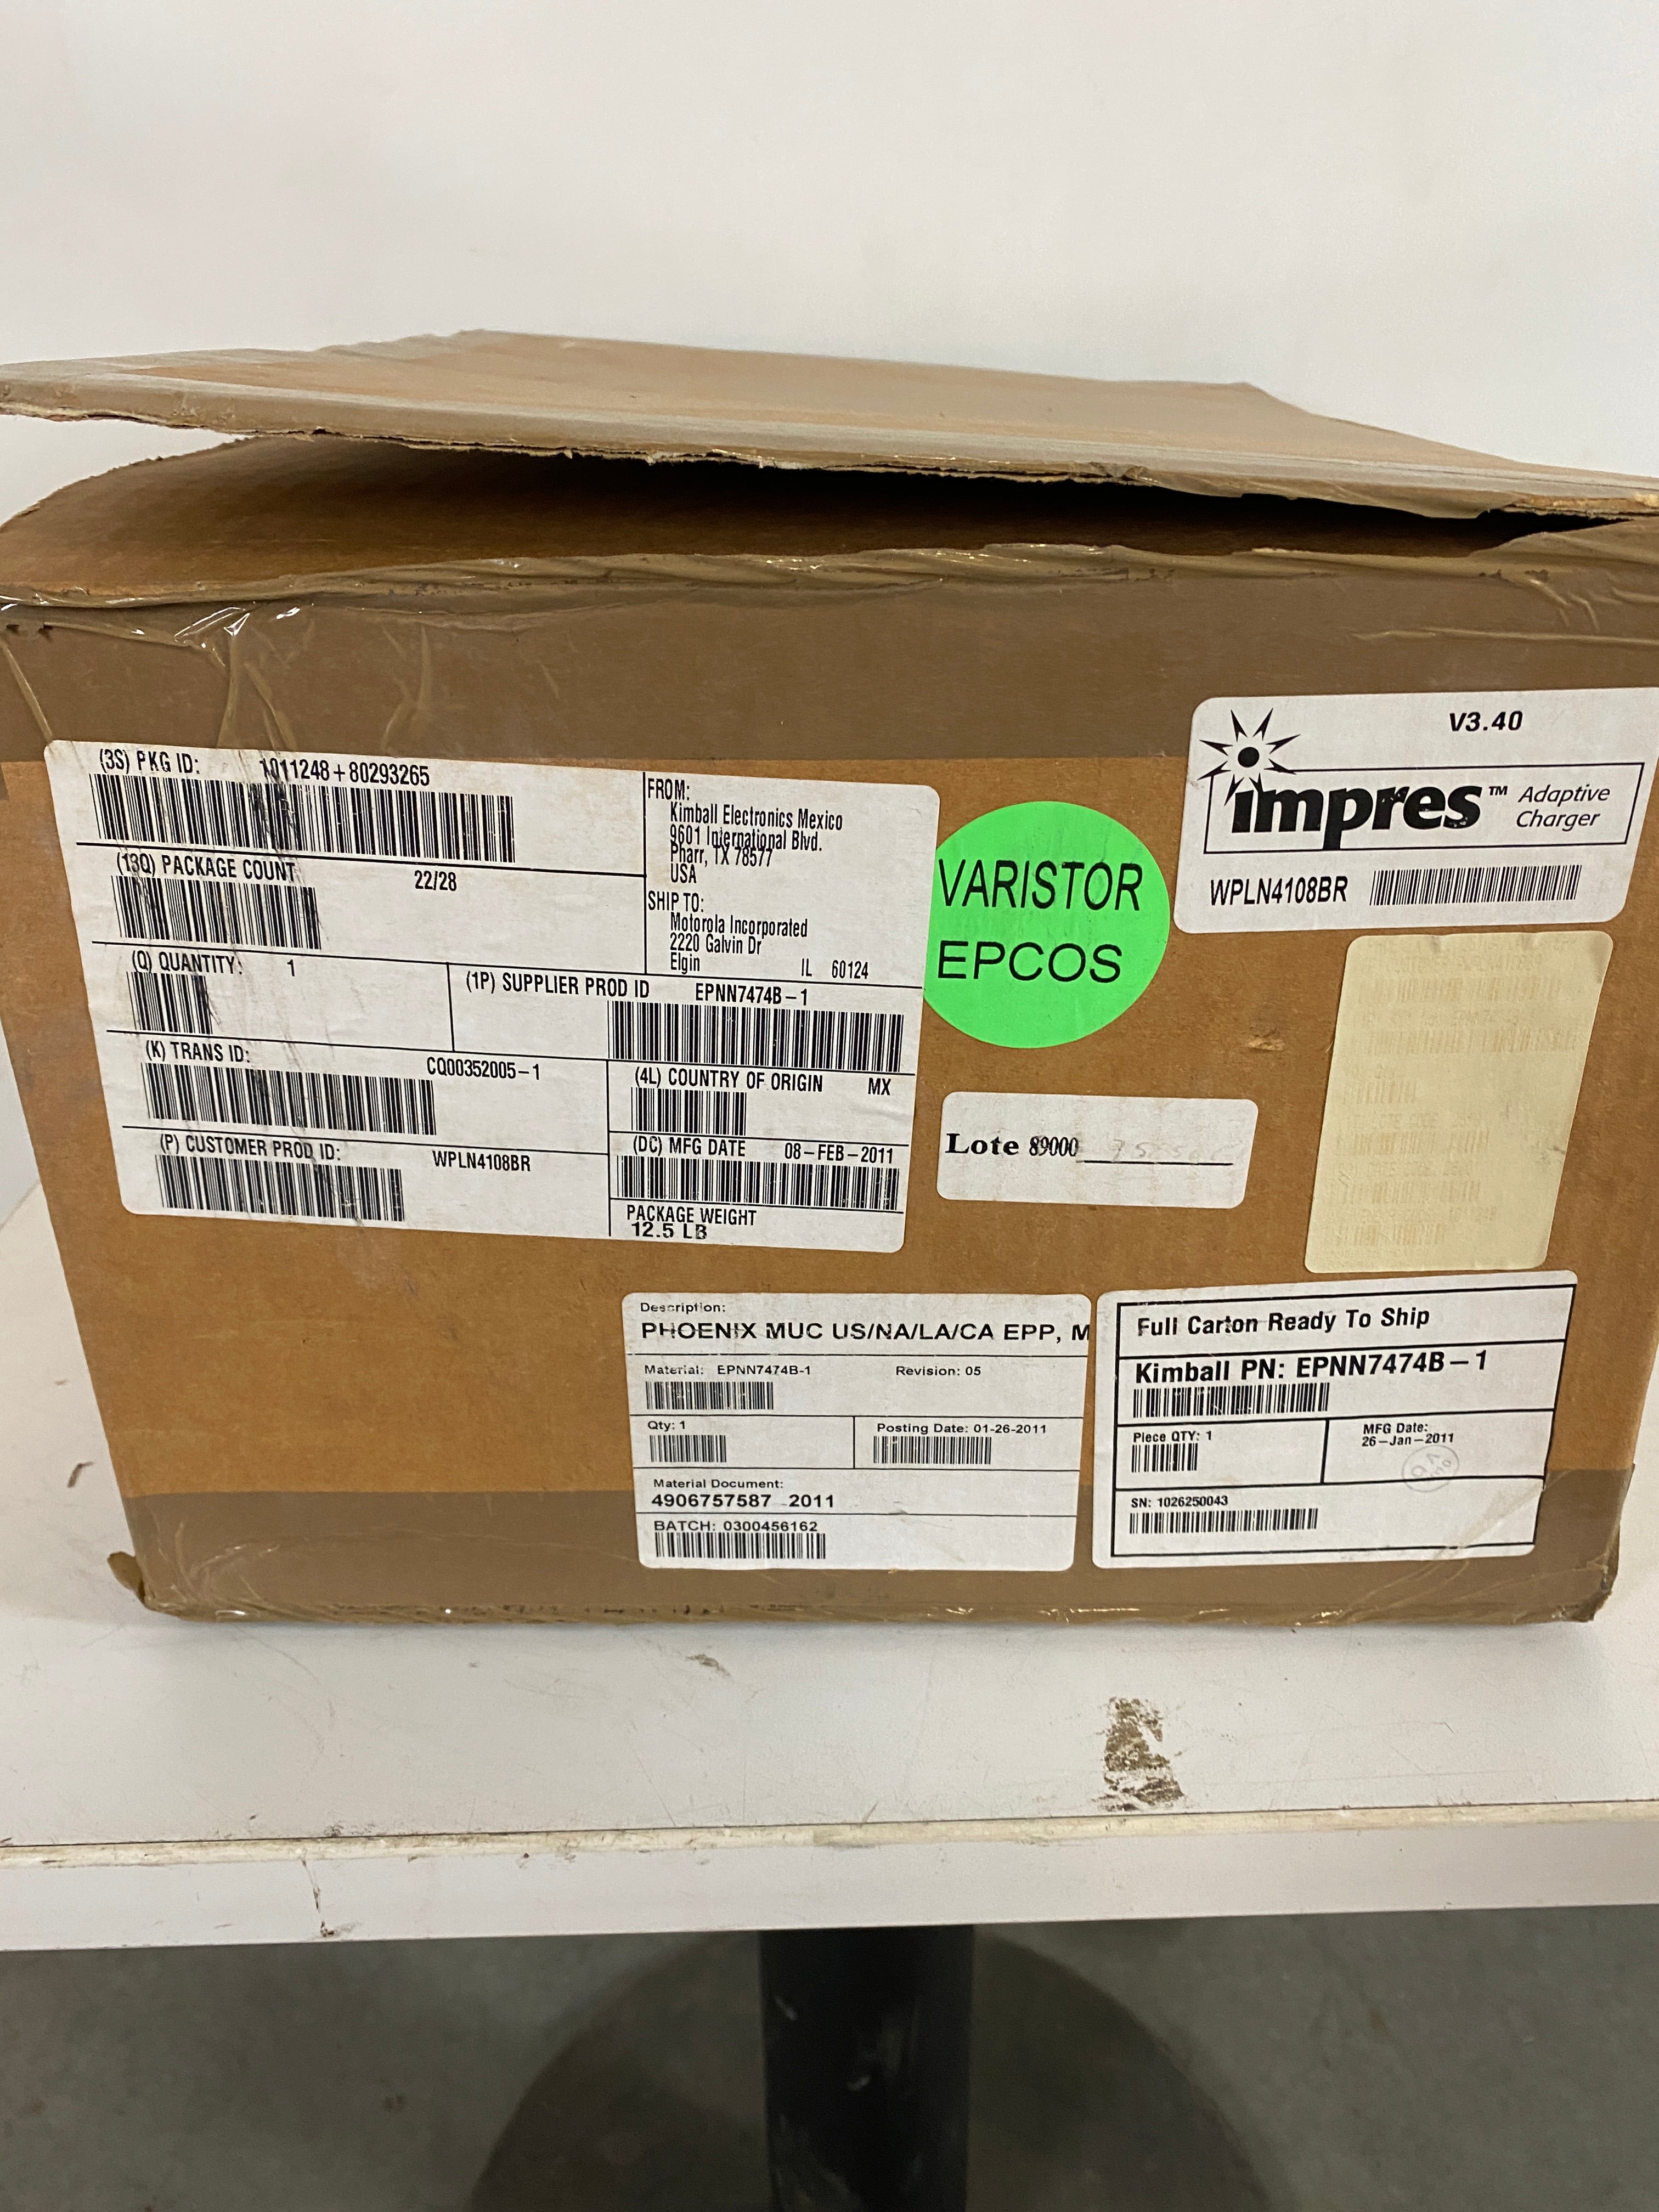 (3S) PKG ID: 1011248+80293265
(13Q) PACKAGE COUNT 22/28
FROM:
Kimball Electronics Mexico
9601 International Blvd.
Pharr, TX 78577
USA
SHIP TO:
Motorola Incorporated
2220 Galvin Dr
Elgin IL 60124
(Q) QUANTITY: 1
(1P) SUPPLIER PROD ID EPNN7474B-1
(K) TRANS ID: CQ00352005-1
(4L) COUNTRY OF ORIGIN MX
(P) CUSTOMER PROD ID: WPLN4108BR
(DC) MFG DATE 08-FEB-2011
PACKAGE WEIGHT
12.5 LB
VARISTOR
EPCOS
V3.40
impres™ Adaptive
Charger
WPLN4108BR
Lote 89000
Description:
PHOENIX MUC US/NA/LA/CA EPP, M
Material: EPNN7474B-1 Revision: 05
Qty: 1 Posting Date: 01-26-2011
Material Document:
4906757587 2011
BATCH: 0300456162
Full Carton Ready To Ship
Kimball PN: EPNN7474B-1
Piece QTY: 1
MFG Date:
26-Jan-2011
SN: 1026250043